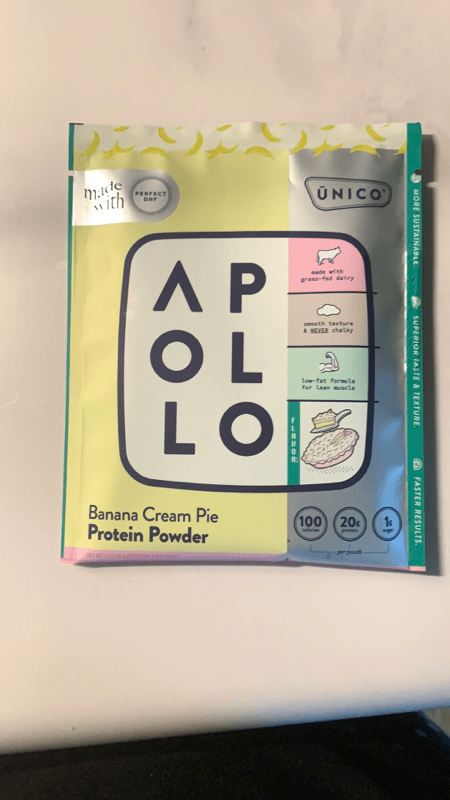 made
with
PERFECT
DAY
ÜNICO
APOLLO
made with
grass-fed dairy
smooth texture
& NEVER chalky
low-fat formula
for lean muscle
FLAVOR:
Banana Cream Pie
Protein Powder
100
calories
20g
protein
1g
sugar
per pouch
MORE SUSTAINABLE.
SUPERIOR TASTE & TEXTURE.
FASTER RESULTS.